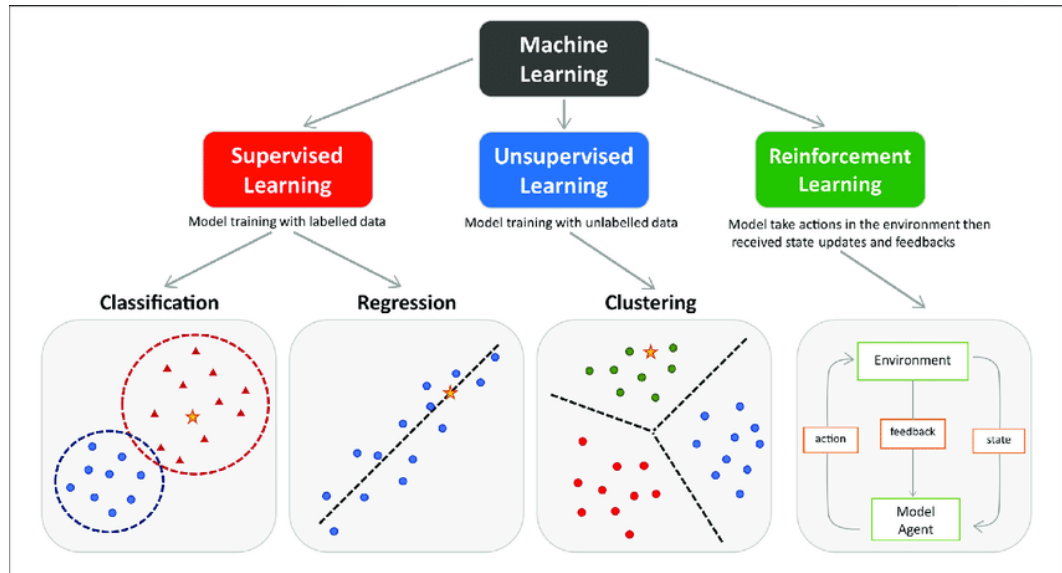 Machine
Learning
Supervised
Learning
Unsupervised
Learning
Reinforcement
Learning
Model training with labelled data
Model training with unlabelled data
Model take actions in the environment then
received state updates and feedbacks
Classification
Regression
Clustering
Environment
action
feedback
state
Model
Agent